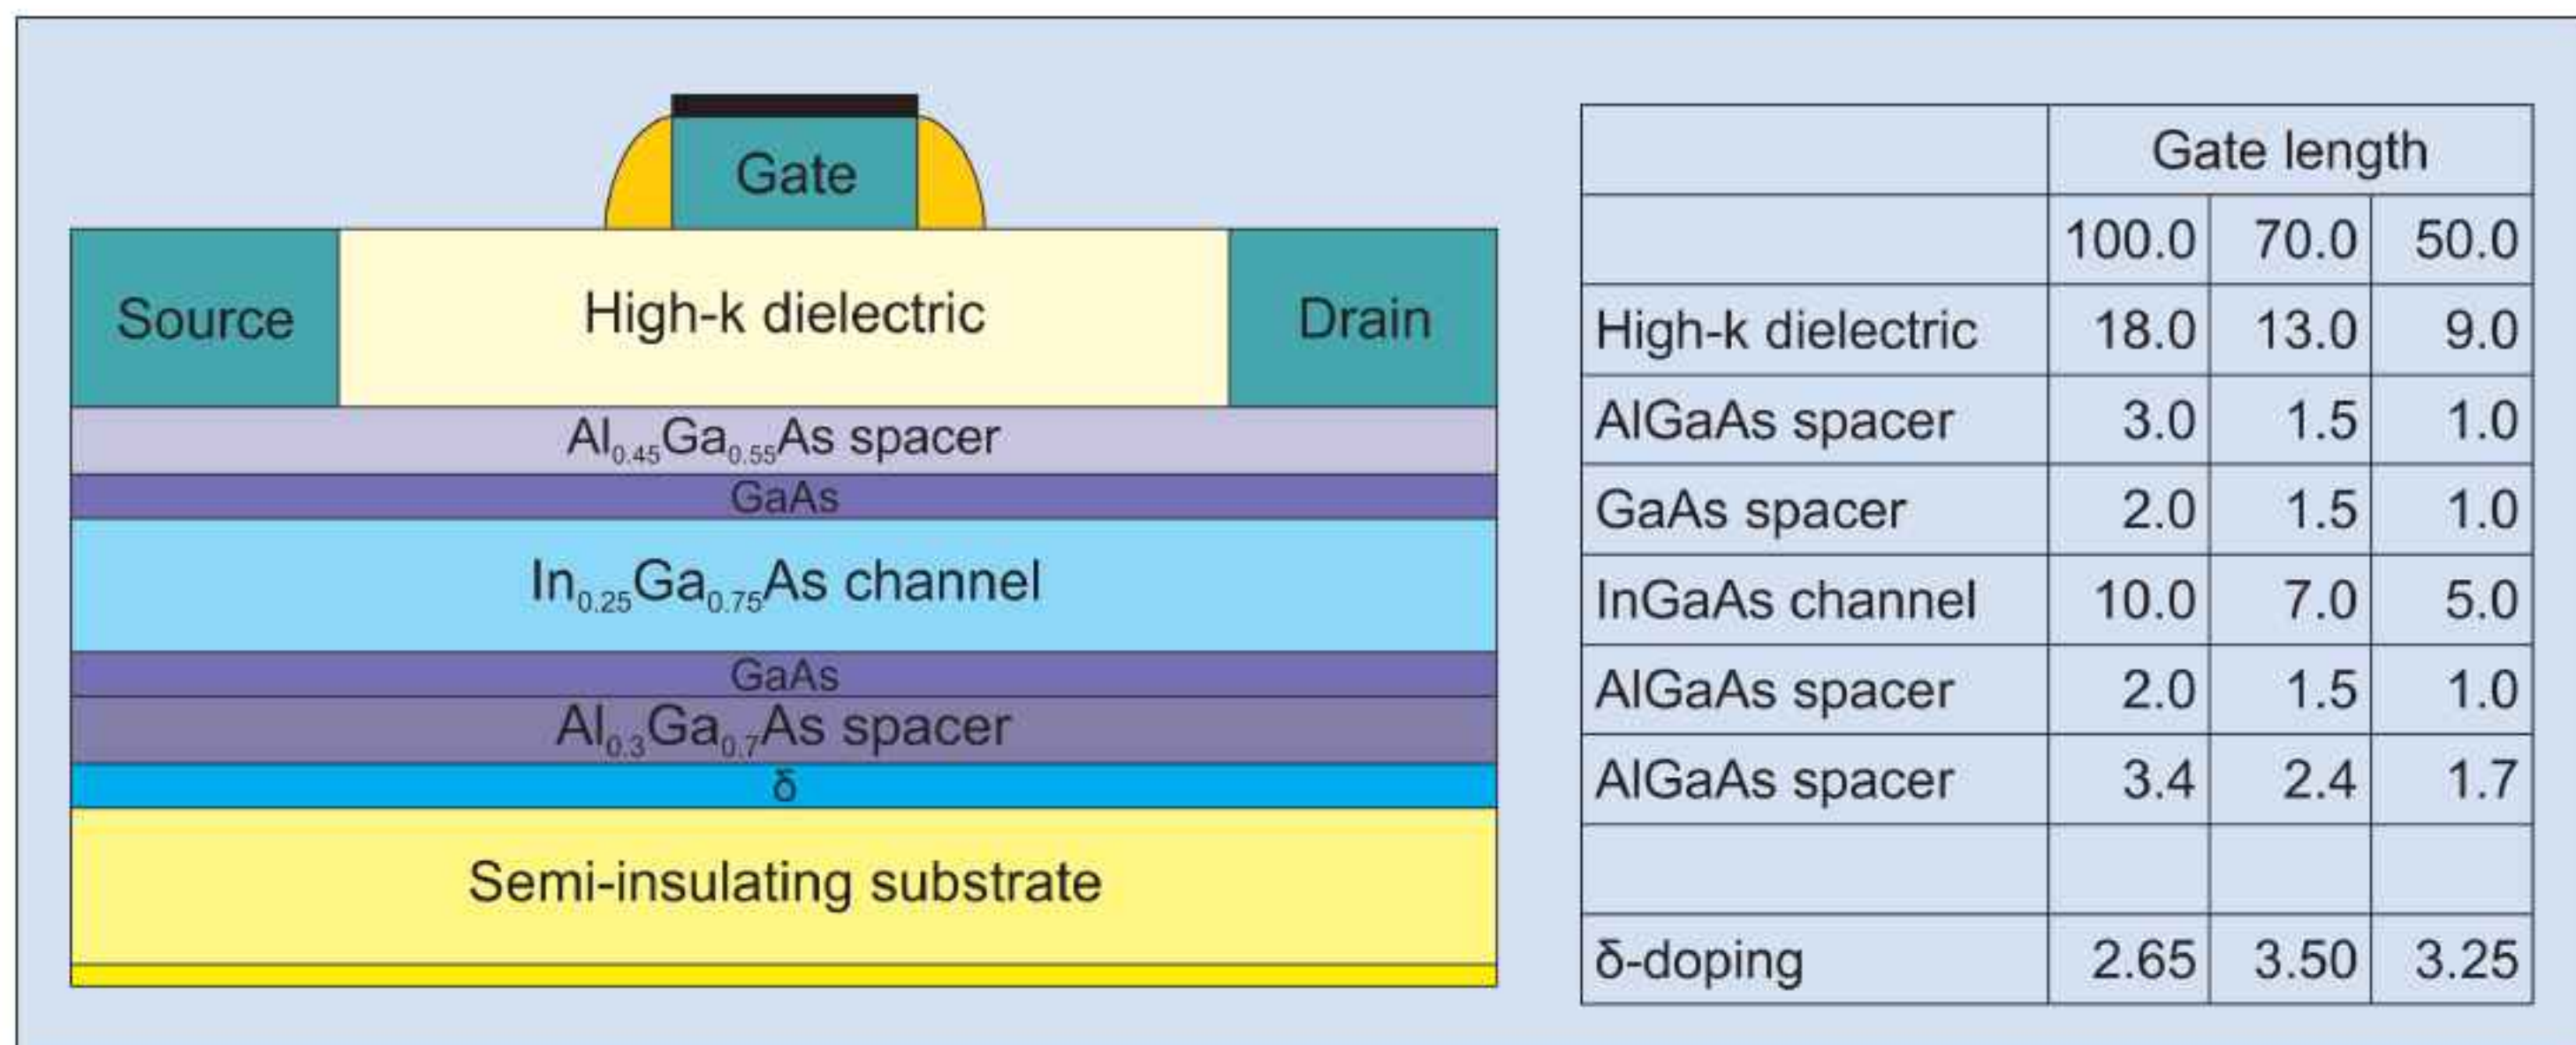 Gate
Source
High-k dielectric
Drain
Al0.45Ga0.55As spacer
GaAs
In0.25Ga0.75As channel
GaAs
Al0.3Ga0.7As spacer
δ
Semi-insulating substrate
Gate length
100.0 70.0 50.0
High-k dielectric 18.0 13.0 9.0
AlGaAs spacer 3.0 1.5 1.0
GaAs spacer 2.0 1.5 1.0
InGaAs channel 10.0 7.0 5.0
AlGaAs spacer 2.0 1.5 1.0
AlGaAs spacer 3.4 2.4 1.7
δ-doping 2.65 3.50 3.25